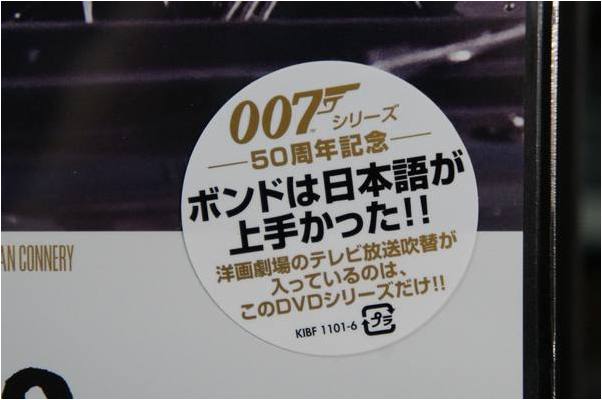 007シリーズ
50周年記念
ボンドは日本語が
上手かった!!
洋画劇場のテレビ放送吹替が
入っているのは、
このDVDシリーズだけ!!
KIBF 1101-6 プラ
AN CONNERY